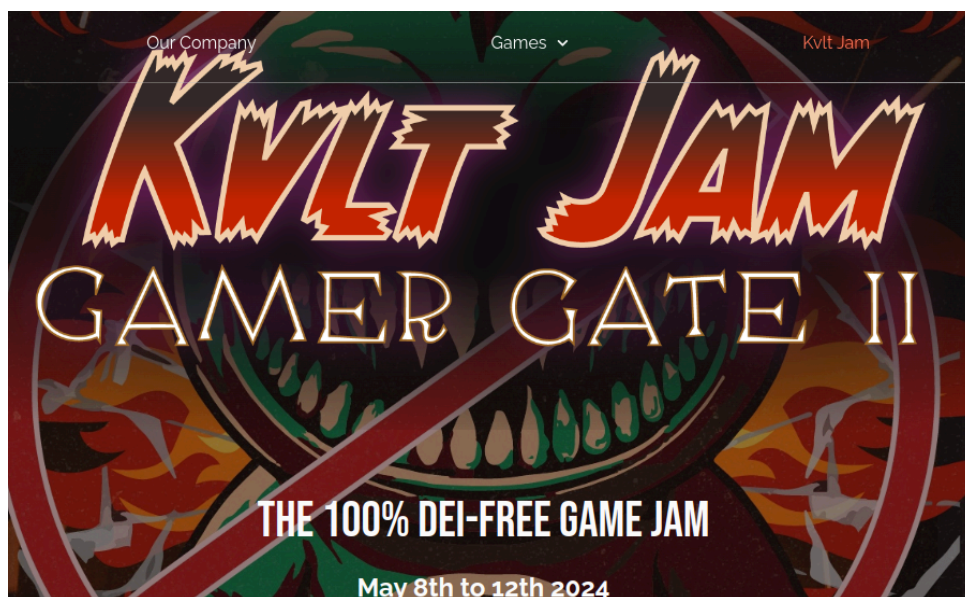 Our Company
Games
Kvlt Jam
KVLT JAM
GAMER GATE II
THE 100% DEI-FREE GAME JAM
May 8th to 12th 2024